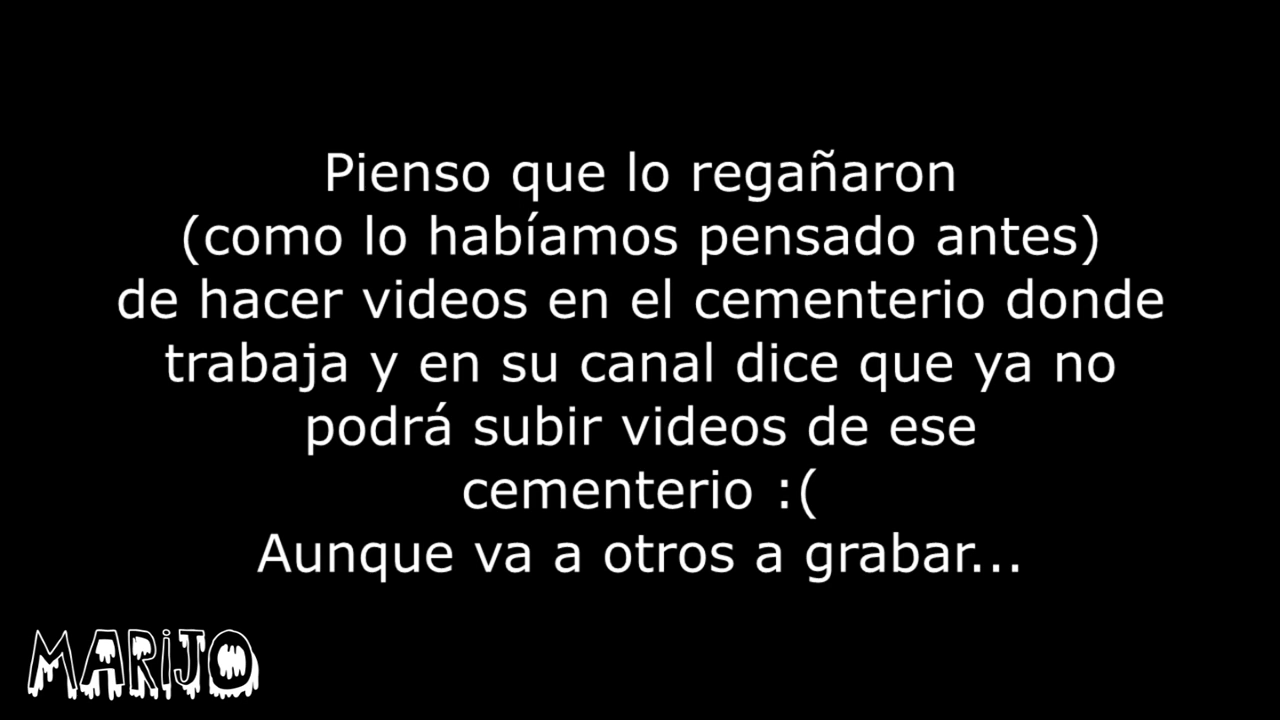 Pienso que lo regañaron
(como lo habíamos pensado antes)
de hacer videos en el cementerio donde
trabaja y en su canal dice que ya no
podrá subir videos de ese
cementerio :(
Aunque va a otros a grabar...
MARiJO